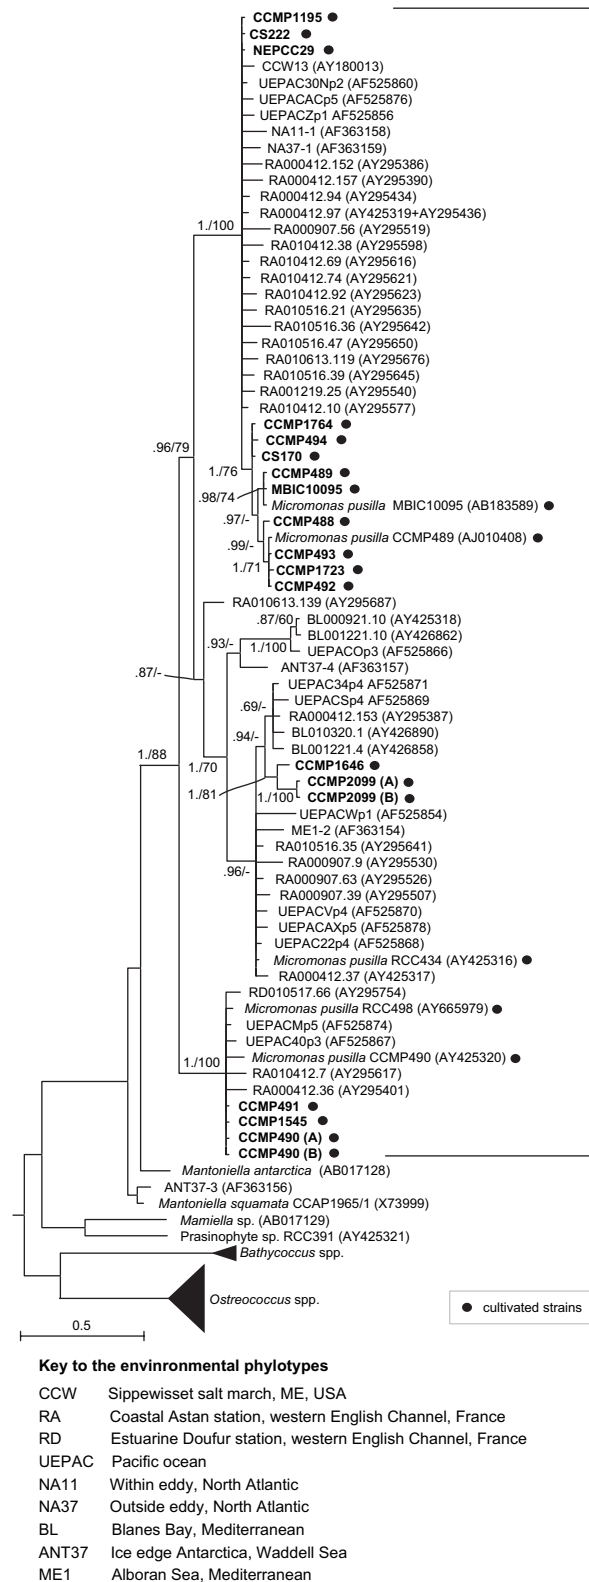 CCMP1195
CS222
NEPCC29
CCW13 (AY180013)
UEPAC30Np2 (AF525860)
UEPACACp5 (AF525876)
UEPACZp1 AF525856
NA11-1 (AF363158)
NA37-1 (AF363159)
RA000412.152 (AY295386)
RA000412.157 (AY295390)
RA000412.94 (AY295434)
RA000412.97 (AY425319+AY295436)
1./100
RA000907.56 (AY295519)
RA010412.38 (AY295598)
RA010412.69 (AY295616)
RA010412.74 (AY295621)
RA010412.92 (AY295623)
RA010516.21 (AY295635)
RA010516.36 (AY295642)
RA010516.47 (AY295650)
RA010613.119 (AY295676)
RA010516.39 (AY295645)
RA001219.25 (AY295540)
RA010412.10 (AY295577)
CCMP1764
CCMP494
.96/79
CS170
1./76
CCMP489
MBIC10095
.98/74
Micromonas pusilla MBIC10095 (AB183589)
.97/-
CCMP488
Micromonas pusilla CCMP489 (AJ010408)
.99/-
CCMP493
1./71
CCMP1723
CCMP492
RA010613.139 (AY295687)
.87/60
BL000921.10 (AY425318)
BL001221.10 (AY426862)
.93/-
1./100
UEPACOp3 (AF525866)
ANT37-4 (AF363157)
.87/-
UEPAC34p4 AF525871
UEPACSp4 AF525869
.69/-
RA000412.153 (AY295387)
BL010320.1 (AY426890)
.94/-
BL001221.4 (AY426858)
1./88
1./70
CCMP1646
CCMP2099 (A)
1./81
1./100
CCMP2099 (B)
UEPACWp1 (AF525854)
ME1-2 (AF363154)
RA010516.35 (AY295641)
RA000907.9 (AY295530)
.96/-
RA000907.63 (AY295526)
RA000907.39 (AY295507)
UEPACVp4 (AF525870)
UEPACAXp5 (AF525878)
UEPAC22p4 (AF525868)
Micromonas pusilla RCC434 (AY425316)
RA000412.37 (AY425317)
RD010517.66 (AY295754)
Micromonas pusilla RCC498 (AY665979)
UEPACMp5 (AF525874)
UEPAC40p3 (AF525867)
1./100
Micromonas pusilla CCMP490 (AY425320)
RA010412.7 (AY295617)
RA000412.36 (AY295401)
CCMP491
CCMP1545
CCMP490 (A)
CCMP490 (B)
Mantoniella antarctica (AB017128)
ANT37-3 (AF363156)
Mantoniella squamata CCAP1965/1 (X73999)
Mamiella sp. (AB017129)
Prasinophyte sp. RCC391 (AY425321)
Bathycoccus spp.
Ostreococcus spp.
cultivated strains
0.5
Key to the envinronmental phylotypes
CCW Sippewisset salt march, ME, USA
RA Coastal Astan station, western English Channel, France
RD Estuarine Doufur station, western English Channel, France
UEPAC Pacific ocean
NA11 Within eddy, North Atlantic
NA37 Outside eddy, North Atlantic
BL Blanes Bay, Mediterranean
ANT37 Ice edge Antarctica, Waddell Sea
ME1 Alboran Sea, Mediterranean